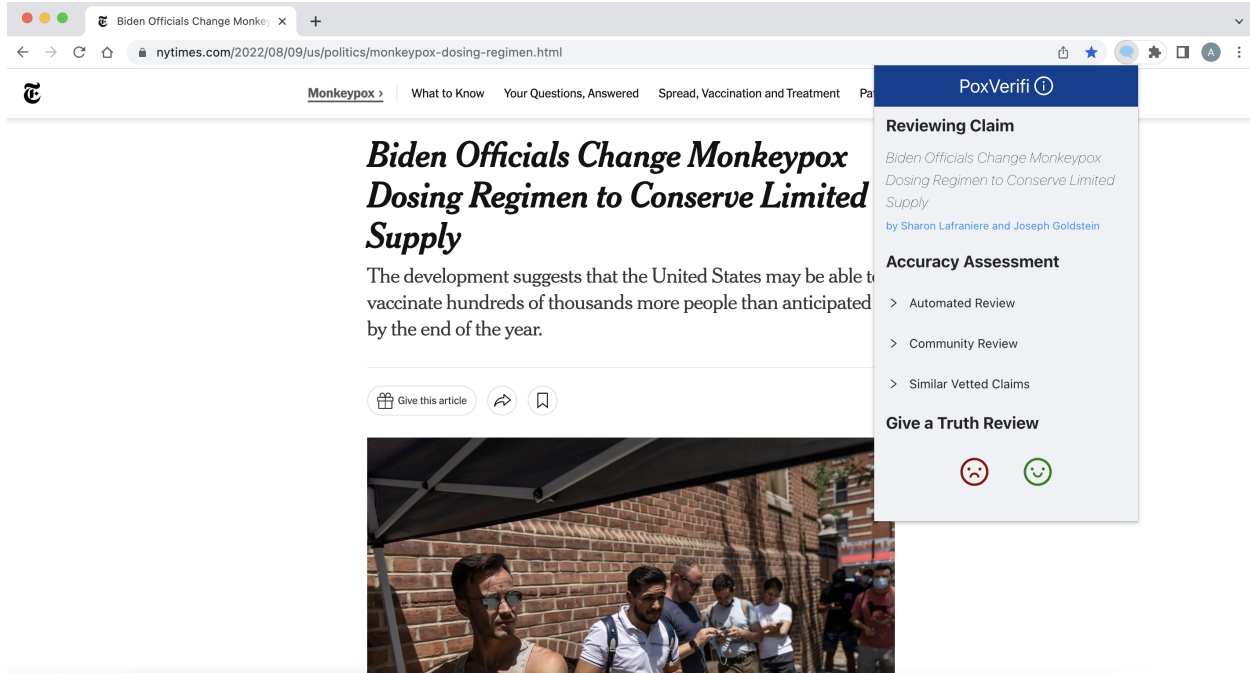 Biden Officials Change Monkey
nytimes.com/2022/08/09/us/politics/monkeypox-dosing-regimen.html
A
Monkeypox >
What to Know
Your Questions, Answered
Spread, Vaccination and Treatment
Biden Officials Change Monkeypox
Dosing Regimen to Conserve Limited
Supply
The development suggests that the United States may be able
vaccinate hundreds of thousands more people than anticipated
by the end of the year.
Give this article
PoxVerifi
Reviewing Claim
Biden Officials Change Monkeypox
Dosing Regimen to Conserve Limited
Supply
by Sharon Lafraniere and Joseph Goldstein
Accuracy Assessment
> Automated Review
> Community Review
> Similar Vetted Claims
Give a Truth Review